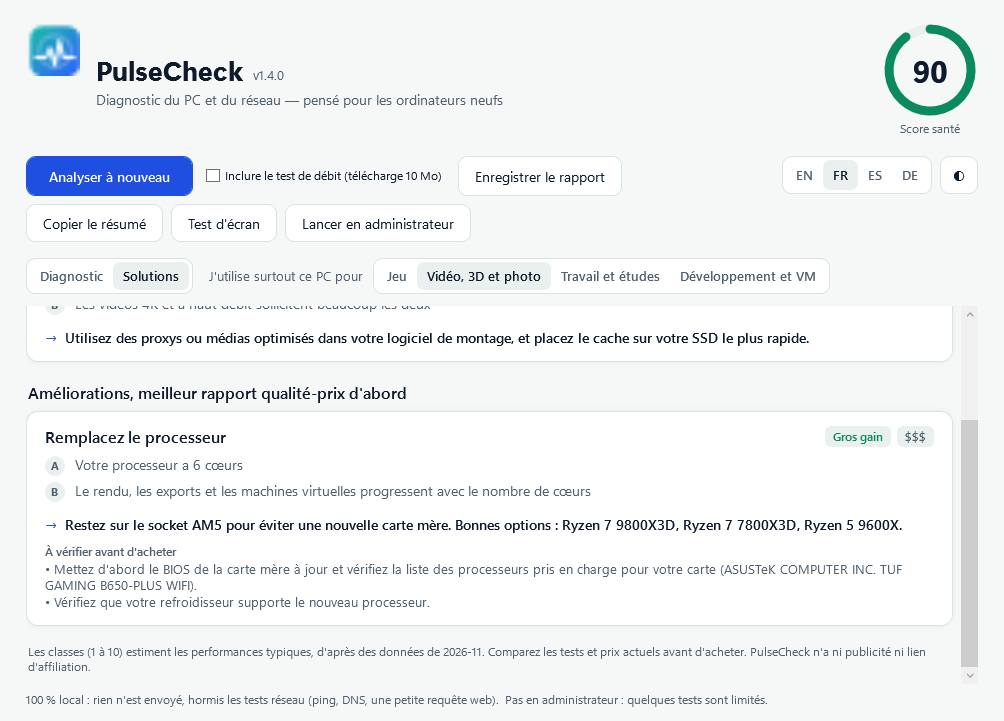 PulseCheck v1.4.0
Diagnostic du PC et du réseau — pensé pour les ordinateurs neufs
90
Score santé
Analyser à nouveau
Inclure le test de débit (télécharge 10 Mo)
Enregistrer le rapport
EN FR ES DE
Copier le résumé
Test d'écran
Lancer en administrateur
Diagnostic Solutions
J'utilise surtout ce PC pour
Jeu Vidéo, 3D et photo Travail et études Développement et VM
B Les vidéos 4K et à haut débit sollicitent beaucoup les deux
→ Utilisez des proxys ou médias optimisés dans votre logiciel de montage, et placez le cache sur votre SSD le plus rapide.
Améliorations, meilleur rapport qualité-prix d'abord
Remplacez le processeur
Gros gain $$$
A Votre processeur a 6 cœurs
B Le rendu, les exports et les machines virtuelles progressent avec le nombre de cœurs
→ Restez sur le socket AM5 pour éviter une nouvelle carte mère. Bonnes options : Ryzen 7 9800X3D, Ryzen 7 7800X3D, Ryzen 5 9600X.
À vérifier avant d'acheter
• Mettez d'abord le BIOS de la carte mère à jour et vérifiez la liste des processeurs pris en charge pour votre carte (ASUSTeK COMPUTER INC. TUF
GAMING B650-PLUS WIFI).
• Vérifiez que votre refroidisseur supporte le nouveau processeur.
Les classes (1 à 10) estiment les performances typiques, d'après des données de 2026-11. Comparez les tests et prix actuels avant d'acheter. PulseCheck n'a ni publicité ni lien
d'affiliation.
100 % local : rien n'est envoyé, hormis les tests réseau (ping, DNS, une petite requête web). Pas en administrateur : quelques tests sont limités.